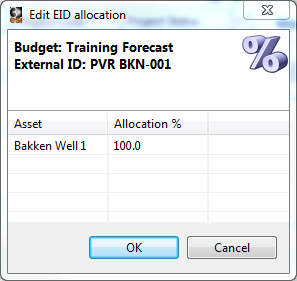 Edit EID allocation
Budget: Training Forecast
External ID: PVR BKN-001
Asset Allocation %
Bakken Well 1 100.0
OK Cancel